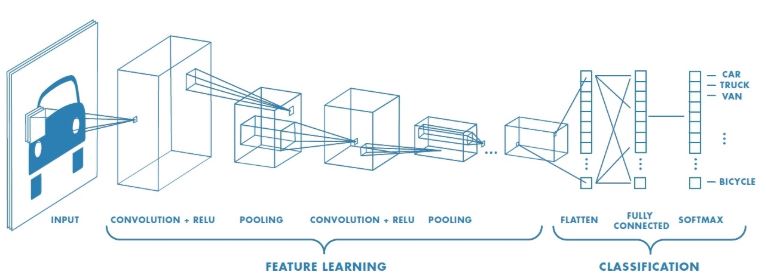 CAR
TRUCK
VAN
BICYCLE
INPUT
CONVOLUTION + RELU
POOLING
CONVOLUTION + RELU
POOLING
FLATTEN
FULLY
CONNECTED
SOFTMAX
FEATURE LEARNING
CLASSIFICATION